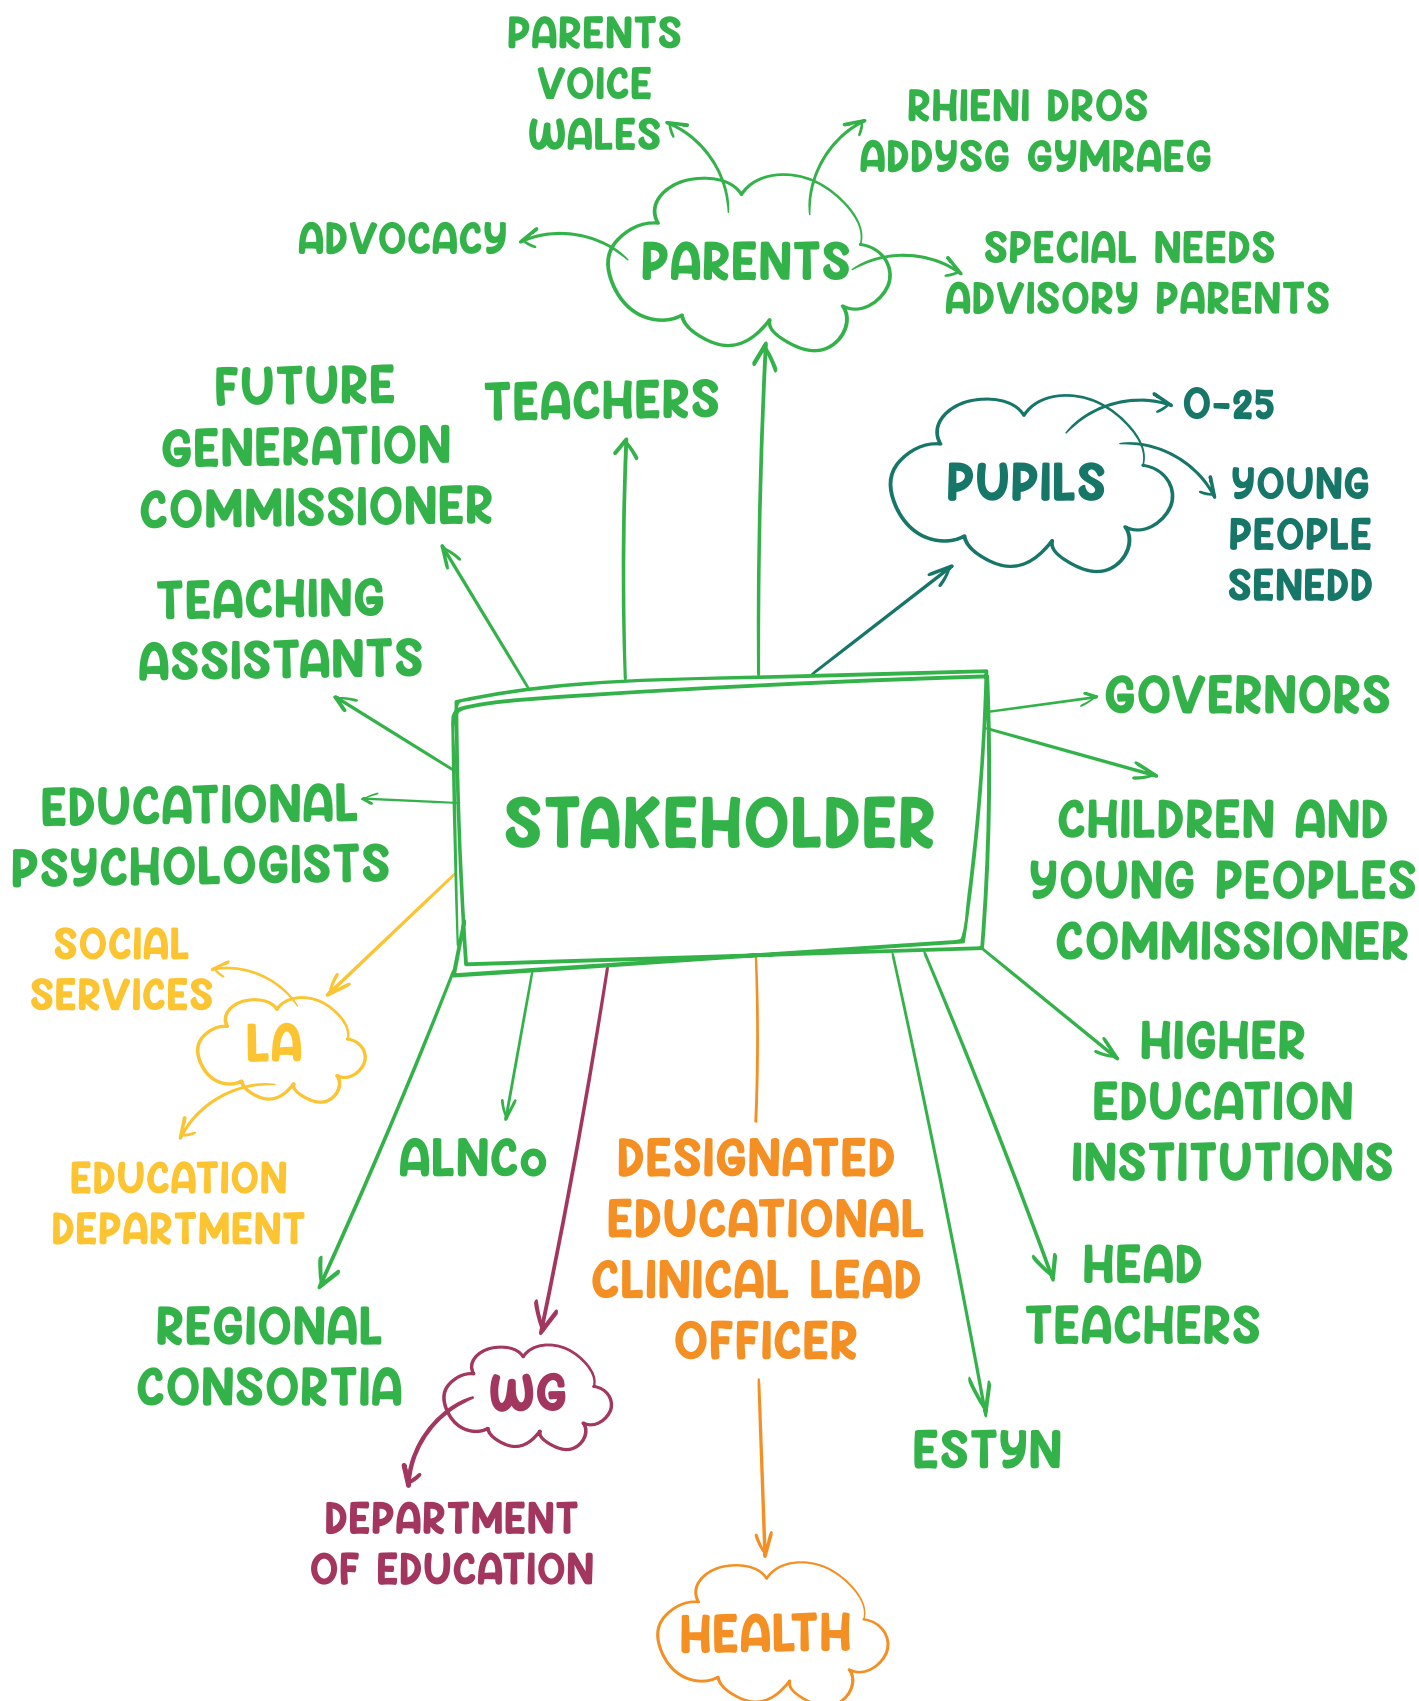 PARENTS
VOICE
WALES
RHIENI DROS
ADDYSG GYMRAEG
ADVOCACY
PARENTS
SPECIAL NEEDS
ADVISORY PARENTS
FUTURE
GENERATION
COMMISSIONER
TEACHERS
0-25
PUPILS
YOUNG
PEOPLE
SENEDD
TEACHING
ASSISTANTS
GOVERNORS
EDUCATIONAL
PSYCHOLOGISTS
STAKEHOLDER
CHILDREN AND
YOUNG PEOPLES
COMMISSIONER
SOCIAL
SERVICES
LA
EDUCATION
DEPARTMENT
HIGHER
EDUCATION
INSTITUTIONS
ALNCo
DESIGNATED
EDUCATIONAL
CLINICAL LEAD
OFFICER
HEAD
TEACHERS
REGIONAL
CONSORTIA
WG
ESTYN
DEPARTMENT
OF EDUCATION
HEALTH